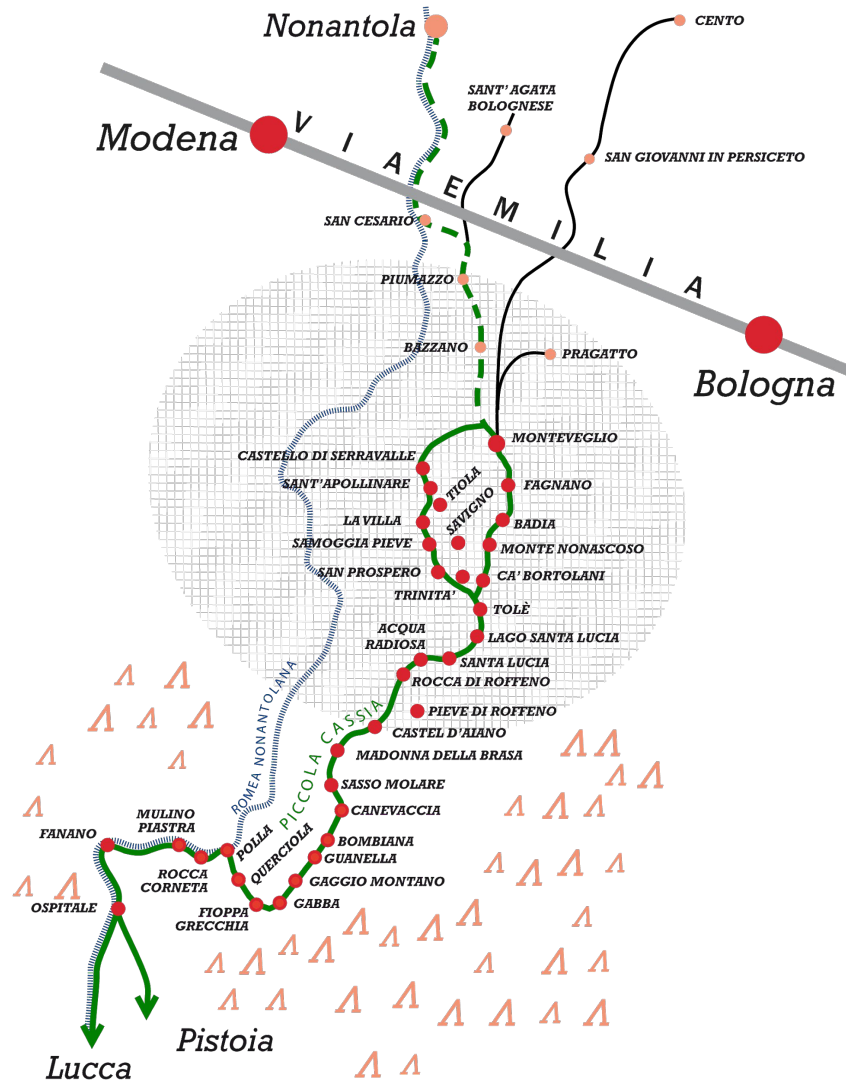 Nonantola
CENTO
SANT' AGATA
BOLOGNESE
Modena
VIA EMILIA
SAN GIOVANNI IN PERSICETO
SAN CESARIO
PIUMAZZO
BAZZANO
PRAGATTO
Bologna
MONTEVEGLIO
CASTELLO DI SERRAVALLE
SANT'APOLLINARE
TIOLA
FAGNANO
SAVIGNO
LA VILLA
BADIA
SAMOGGIA PIEVE
MONTE NONASCOSO
SAN PROSPERO
CA' BORTOLANI
TRINITA'
TOLÈ
ACQUA
RADIOSA
LAGO SANTA LUCIA
SANTA LUCIA
ROCCA DI ROFFENO
PIEVE DI ROFFENO
ROMEA NONANTOLANA
PICCOLA CASSIA
CASTEL D'AIANO
MADONNA DELLA BRASA
SASSO MOLARE
CANEVACCIA
MULINO
PIASTRA
FANANO
POLLA
QUERCIOLA
BOMBIANA
GUANELLA
ROCCA
CORNETA
GAGGIO MONTANO
OSPITALE
GABBA
FIOPPA
GRECCHIA
Pistoia
Lucca